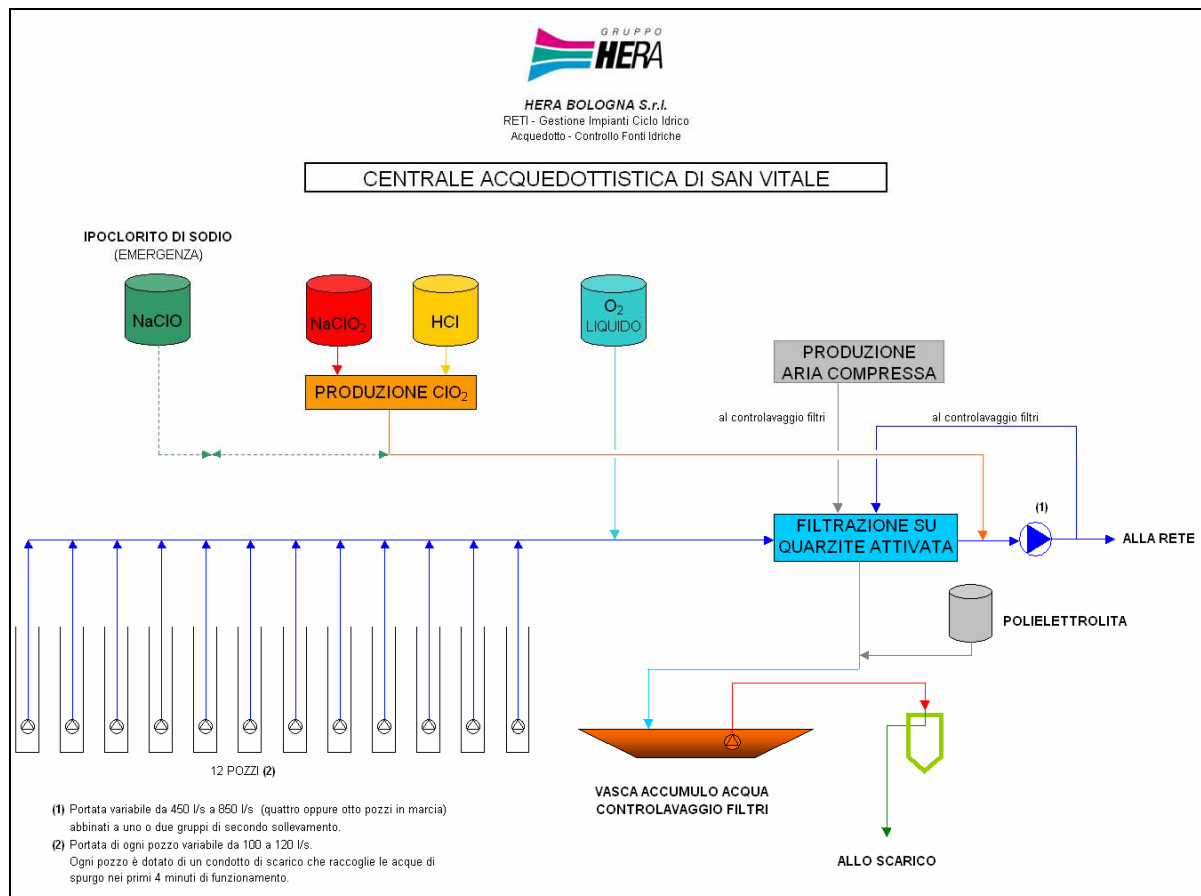 GRUPPO
HERA
HERA BOLOGNA S.r.l.
RETI - Gestione Impianti Ciclo Idrico
Acquedotto - Controllo Fonti Idriche
CENTRALE ACQUEDOTTISTICA DI SAN VITALE
IPOCLORITO DI SODIO
(EMERGENZA)
NaClO
NaClO₂
HCl
O₂
LIQUIDO
PRODUZIONE ClO₂
PRODUZIONE
ARIA COMPRESSA
al controlavaggio filtri
al controlavaggio filtri
FILTRAZIONE SU
QUARZITE ATTIVATA
(1)
ALLA RETE
POLIELETTROLITA
12 POZZI (2)
VASCA ACCUMULO ACQUA
CONTROLAVAGGIO FILTRI
ALLO SCARICO
(1) Portata variabile da 450 l/s a 850 l/s (quattro oppure otto pozzi in marcia)
abbinati a uno o due gruppi di secondo sollevamento.
(2) Portata di ogni pozzo variabile da 100 a 120 l/s.
Ogni pozzo è dotato di un condotto di scarico che raccoglie le acque di
spurgo nei primi 4 minuti di funzionamento.